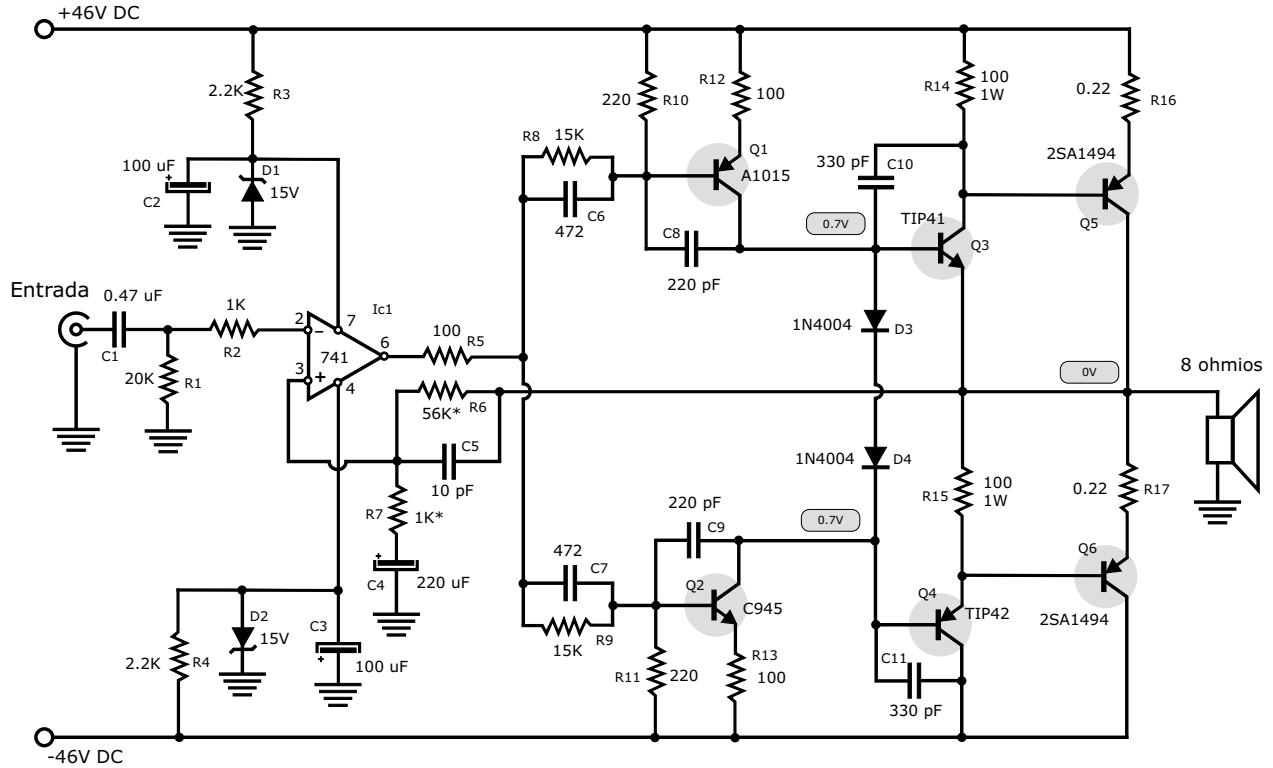 +46V DC
2.2K R3
220 R10
R12
100
R14 100
1W
0.22 R16
100 uF
+
C2
D1
15V
R8 15K
Q1
A1015
330 pF C10
2SA1494
472 C6
C8
220 pF
0.7V
TIP41
Q3
Q5
Entrada
0.47 uF
C1
1K
R2
20K R1
2
−
7
Ic1
741
6
3
+
4
100
R5
56K*
R6
1N4004 D3
0V
8 ohmios
C5
10 pF
1N4004 D4
R7
1K*
R15 100
1W
0.22 R17
220 pF
C9
0.7V
+
C4
220 uF
472
C7
Q2
C945
Q4
TIP42
Q6
2SA1494
2.2K R4
D2
15V
C3
+
100 uF
15K
R9
R11 220
R13
100
C11
330 pF
-46V DC